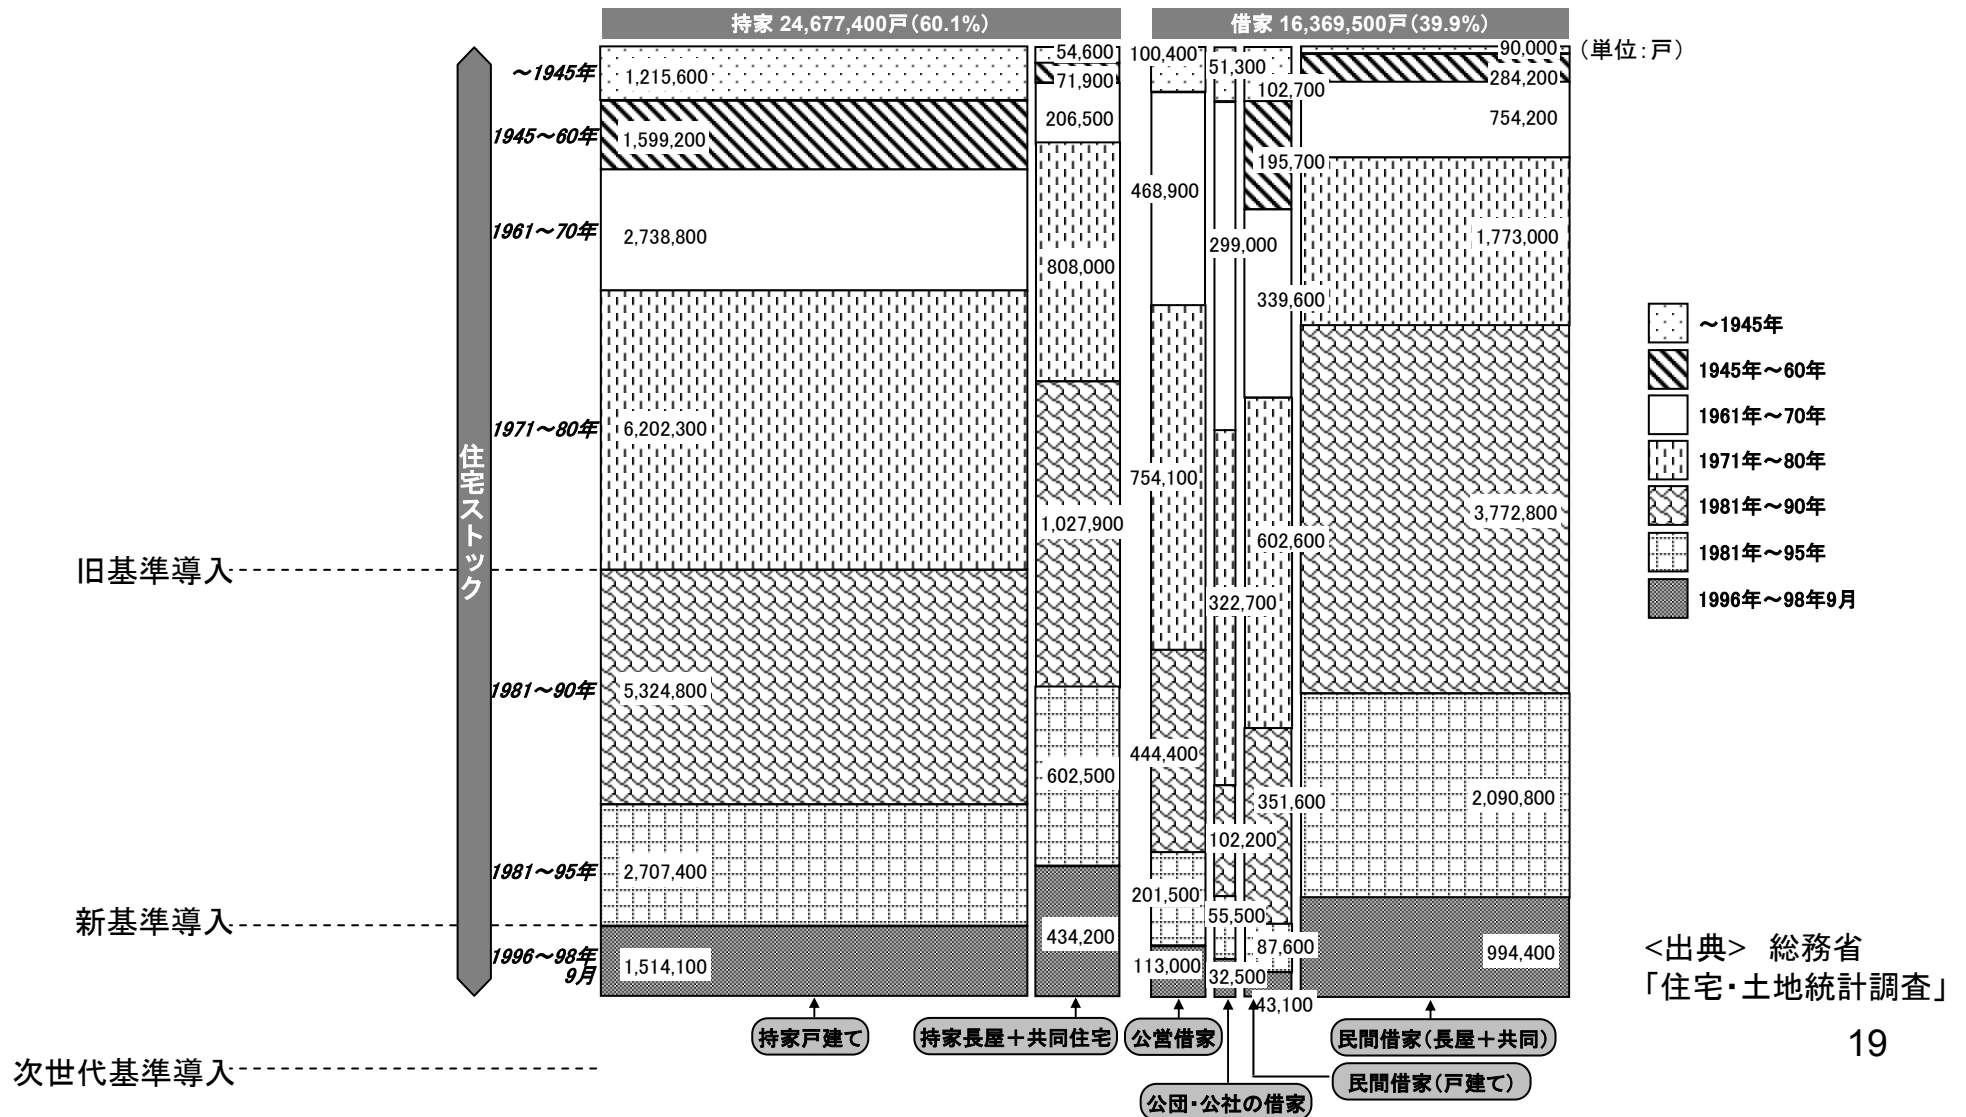 持家 24,677,400戸(60.1%)
借家 16,369,500戸(39.9%)
(単位:戸)
住宅ストック
～1945年
1945～60年
1961～70年
1971～80年
1981～90年
1981～95年
1996～98年
9月
旧基準導入
新基準導入
次世代基準導入
1,215,600
1,599,200
2,738,800
6,202,300
5,324,800
2,707,400
1,514,100
54,600
71,900
206,500
808,000
1,027,900
602,500
434,200
100,400
468,900
754,100
444,400
201,500
113,000
51,300
299,000
322,700
102,200
55,500
32,500
102,700
195,700
339,600
602,600
351,600
87,600
43,100
90,000
284,200
754,200
1,773,000
3,772,800
2,090,800
994,400
持家戸建て
持家長屋＋共同住宅
公営借家
公団・公社の借家
民間借家(戸建て)
民間借家(長屋＋共同)
～1945年
1945年～60年
1961年～70年
1971年～80年
1981年～90年
1981年～95年
1996年～98年9月
<出典>　総務省
「住宅・土地統計調査」
19